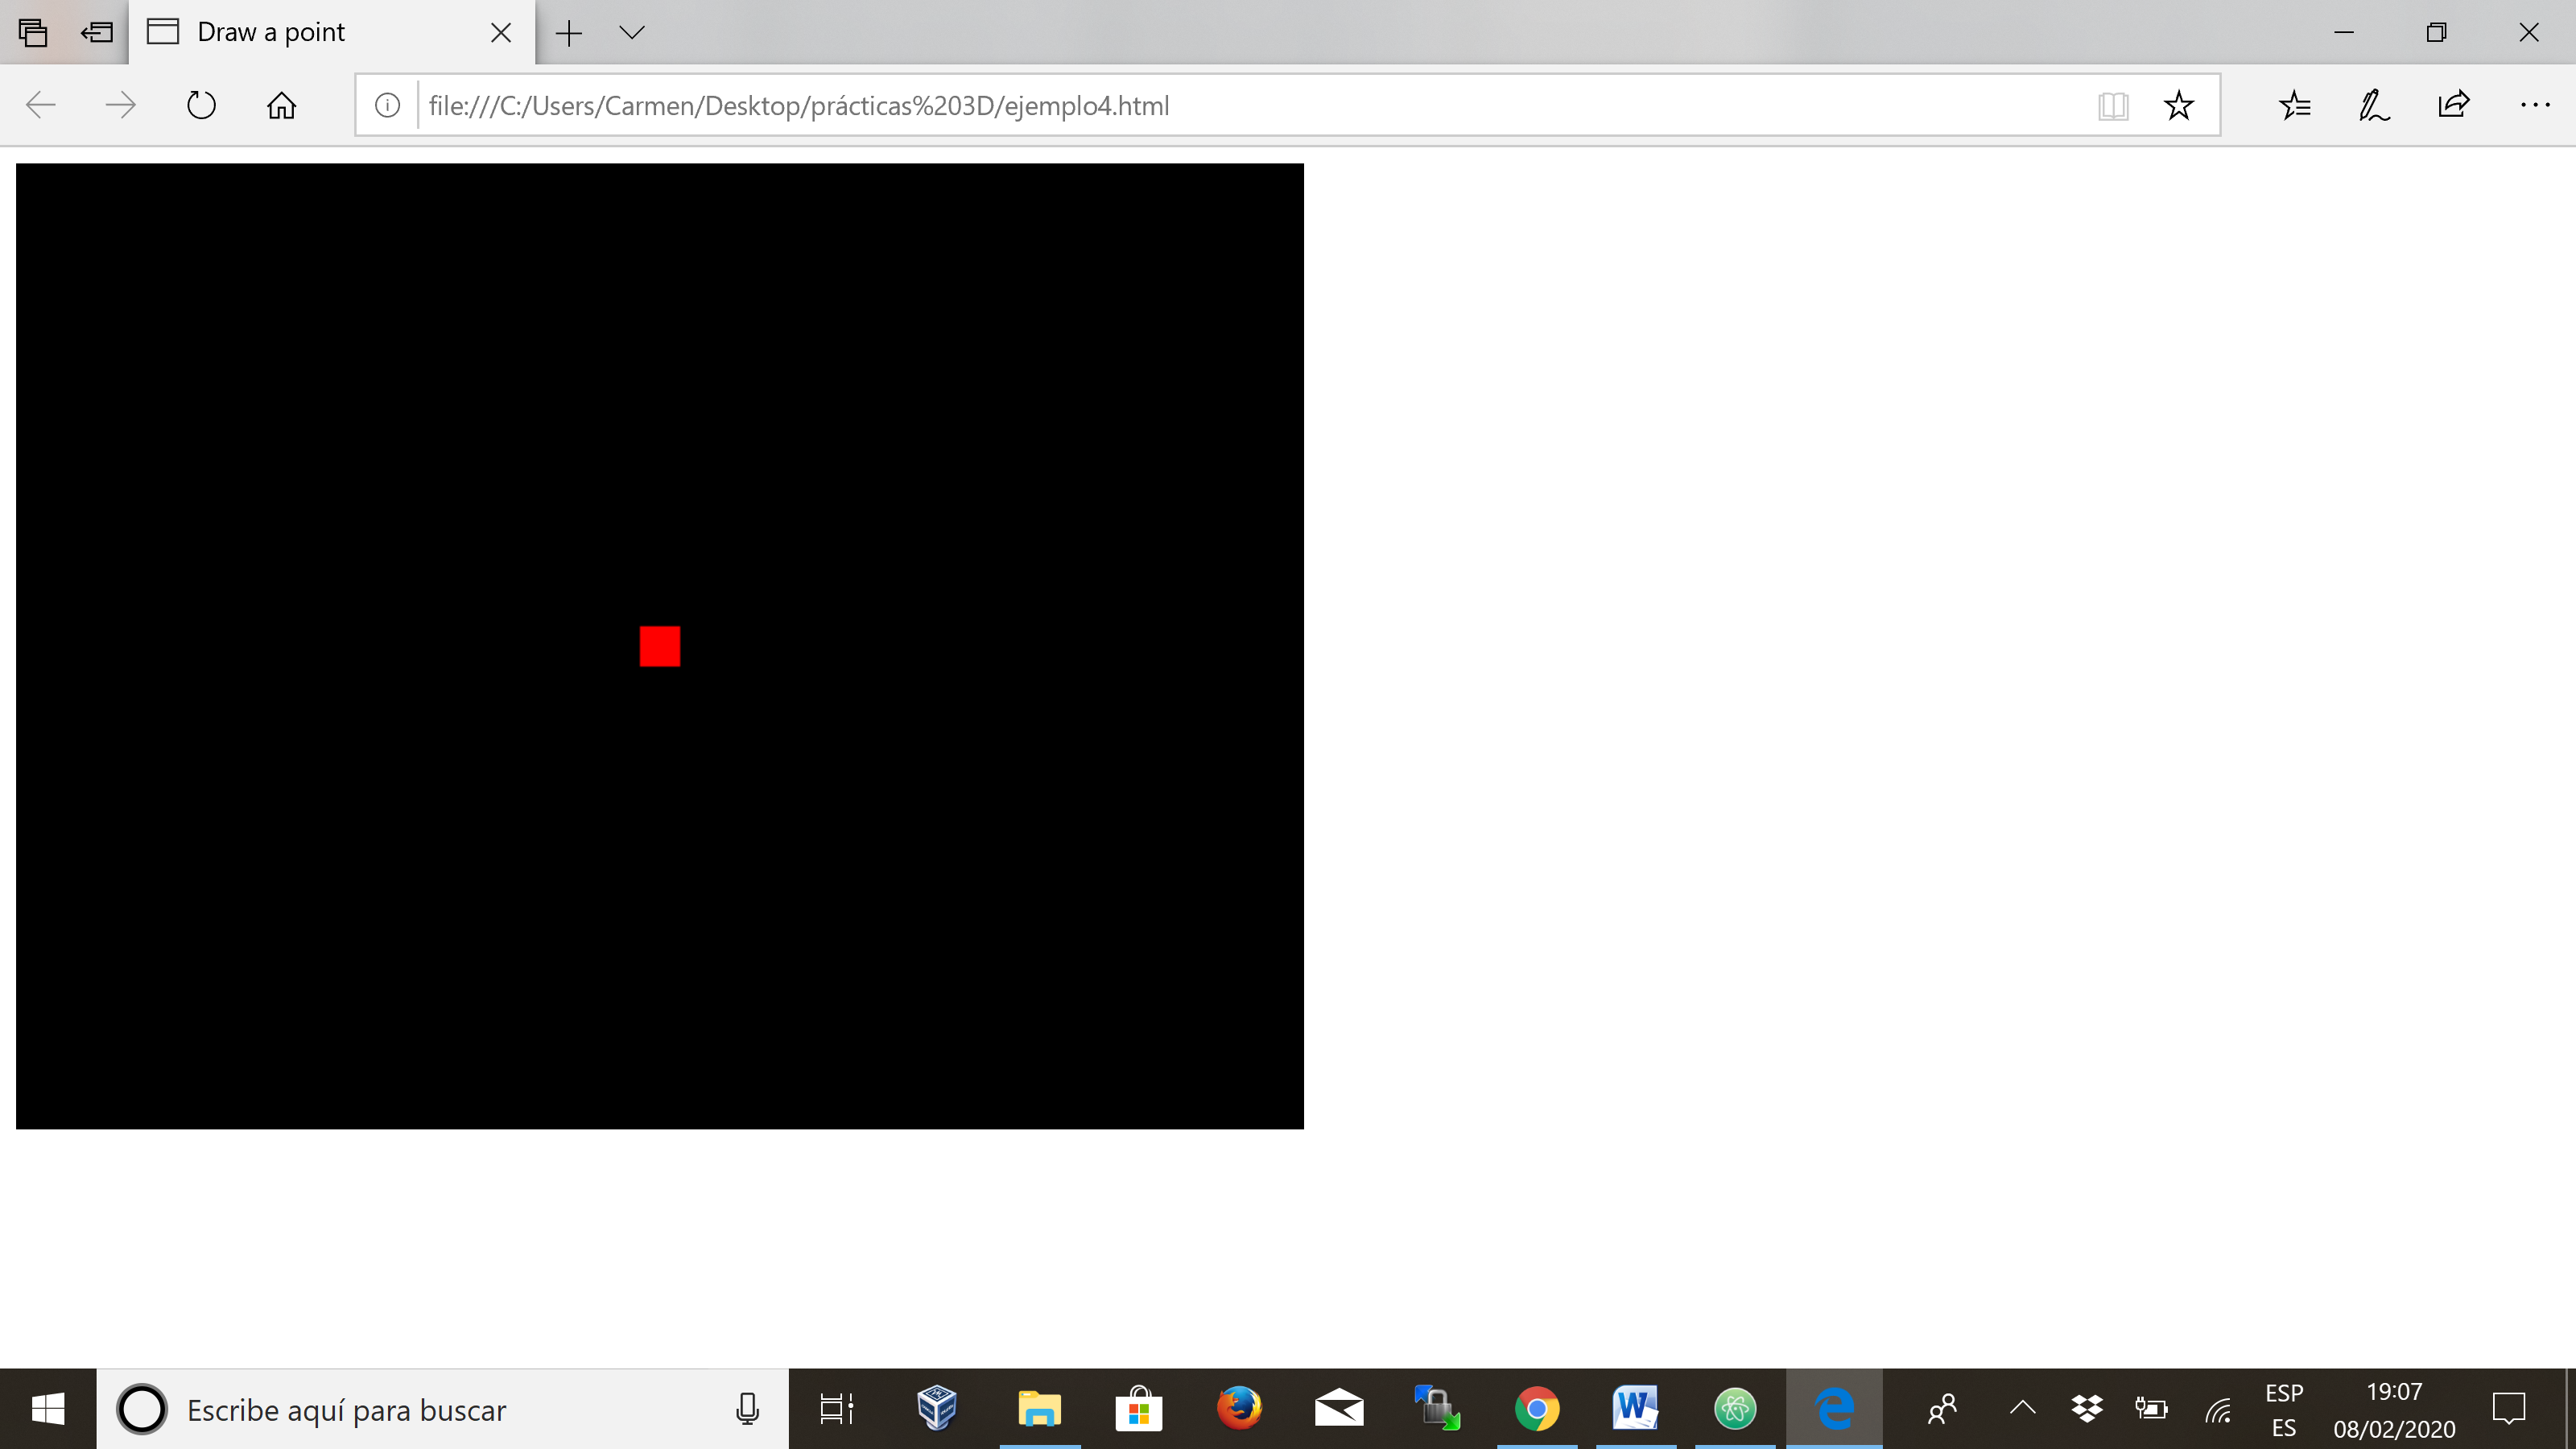 Draw a point
file:///C:/Users/Carmen/Desktop/prácticas%203D/ejemplo4.html
Escribe aquí para buscar
ESP
ES
19:07
08/02/2020